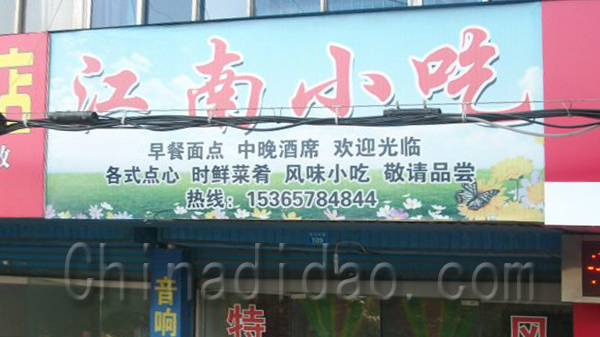 江南小吃
早餐面点 中晚酒席 欢迎光临
各式点心 时鲜菜肴 风味小吃 敬请品尝
热线：15365784844
店
Chinadidao.com
音响
特